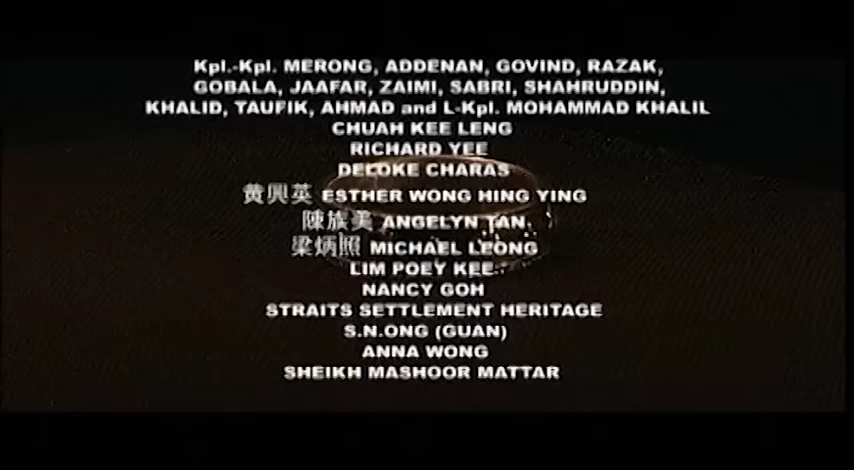 Kpl.-Kpl. MERONG, ADDENAN, GOVIND, RAZAK,
GOBALA, JAAFAR, ZAIMI, SABRI, SHAHRUDDIN,
KHALID, TAUFIK, AHMAD and L-Kpl. MOHAMMAD KHALIL
CHUAH KEE LENG
RICHARD YEE
DELOKE CHARAS
黄興英 ESTHER WONG HING YING
陳族美 ANGELYN TAN
梁炳照 MICHAEL LEONG
LIM POEY KEE
NANCY GOH
STRAITS SETTLEMENT HERITAGE
S.N.ONG (GUAN)
ANNA WONG
SHEIKH MASHOOR MATTAR